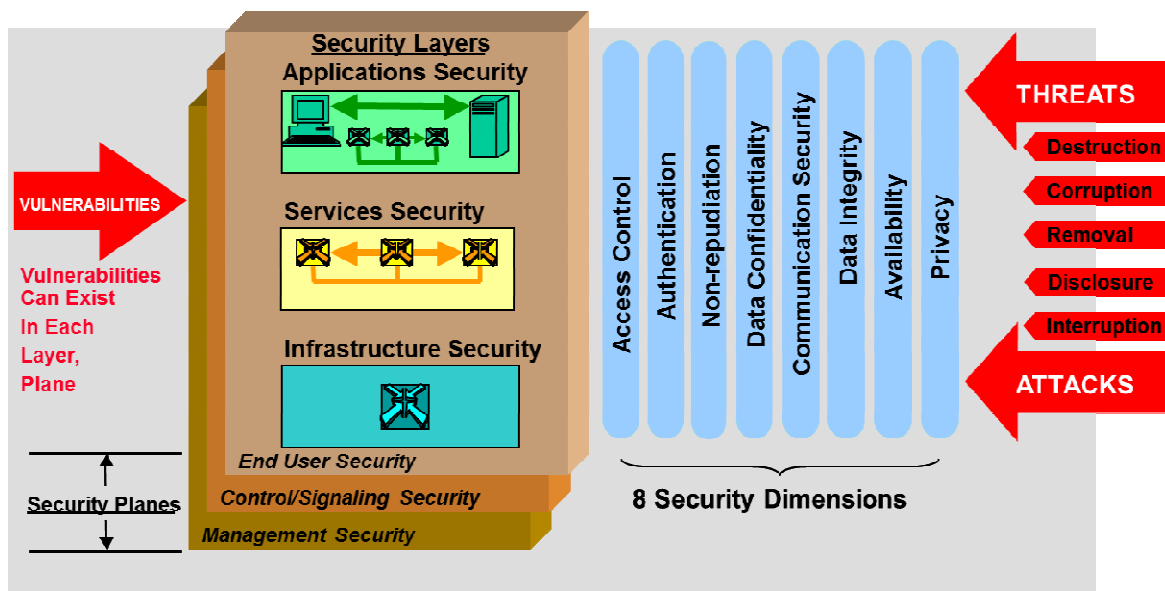 Security Layers
Applications Security
Services Security
Infrastructure Security
End User Security
Control/Signaling Security
Management Security
VULNERABILITIES
Vulnerabilities
Can Exist
In Each
Layer,
Plane
Security Planes
Access Control
Authentication
Non-repudiation
Data Confidentiality
Communication Security
Data Integrity
Availability
Privacy
8 Security Dimensions
THREATS
Destruction
Corruption
Removal
Disclosure
Interruption
ATTACKS